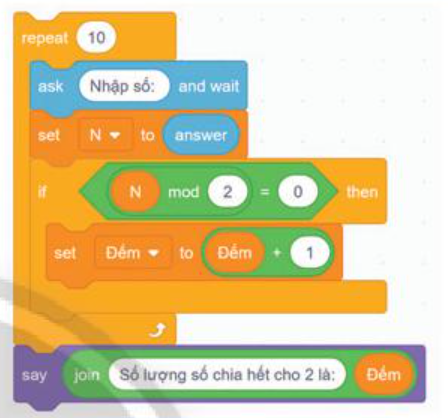 repeat 10
ask Nhập số: and wait
set N to answer
if N mod 2 = 0 then
set Đếm to Đếm + 1
say join Số lượng số chia hết cho 2 là: Đếm